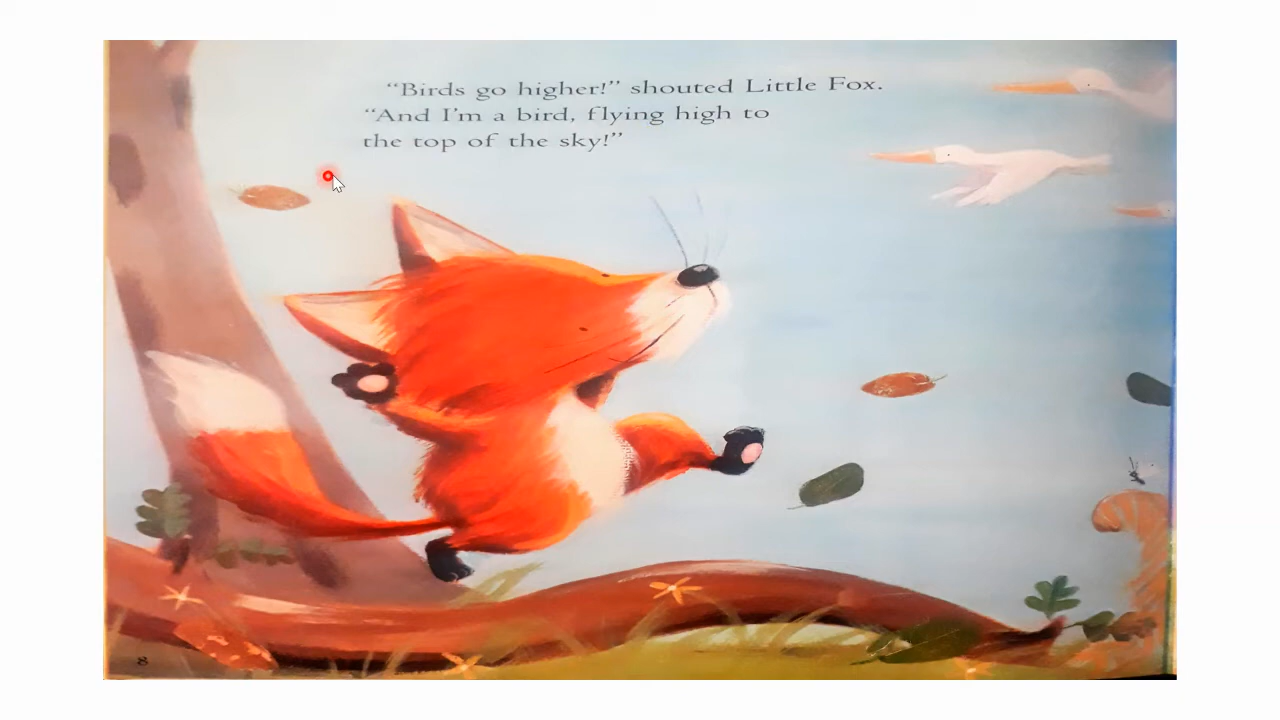 “Birds go higher!” shouted Little Fox.
“And I’m a bird, flying high to
the top of the sky!”
8